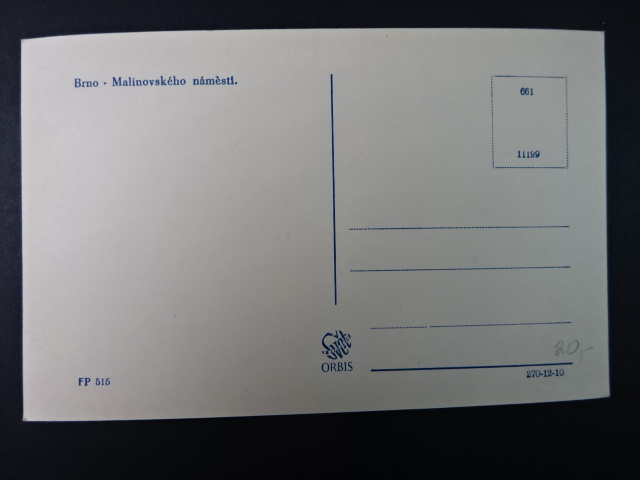 Brno - Malinovského náměstí.
661
11199
Svět
ORBIS
20,-
FP 515
270-12-10